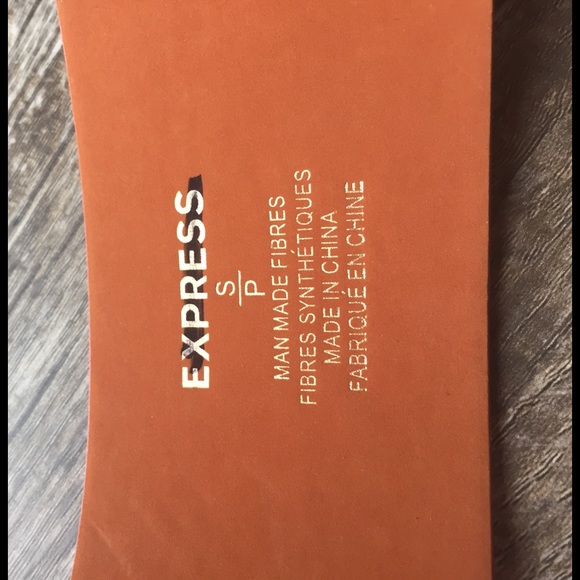 EXPRESS
S
P
MAN MADE FIBRES
FIBRES SYNTHÉTIQUES
MADE IN CHINA
FABRIQUÉ EN CHINE